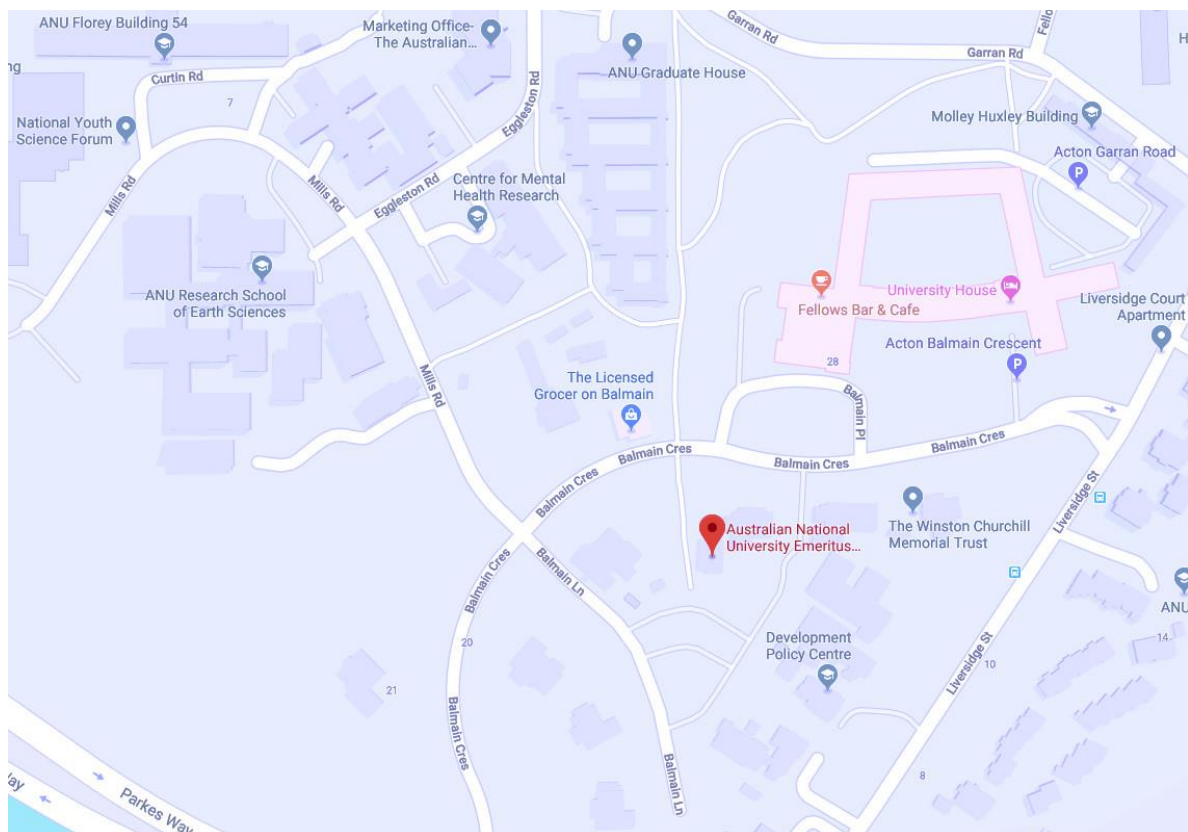 ANU Florey Building 54
Marketing Office-
The Australian...
Garran Rd
Garran Rd
Curtin Rd
ANU Graduate House
7
Eggleston Rd
National Youth
Science Forum
Molley Huxley Building
Acton Garran Road
P
Mills Rd
Mills Rd
Eggleston Rd
Centre for Mental
Health Research
ANU Research School
of Earth Sciences
University House
Fellows Bar & Cafe
Liversidge Court
Apartment
Acton Balmain Crescent
P
28
The Licensed
Grocer on Balmain
Mills Rd
Balmain Pl
Balmain Cres
Balmain Cres
Balmain Cres
Balmain Cres
Liversidge St
Australian National
University Emeritus...
The Winston Churchill
Memorial Trust
Balmain Cres
Balmain Ln
ANU
14
20
Development
Policy Centre
10
Liversidge St
21
Balmain Cres
Balmain Ln
8
Parkes Way